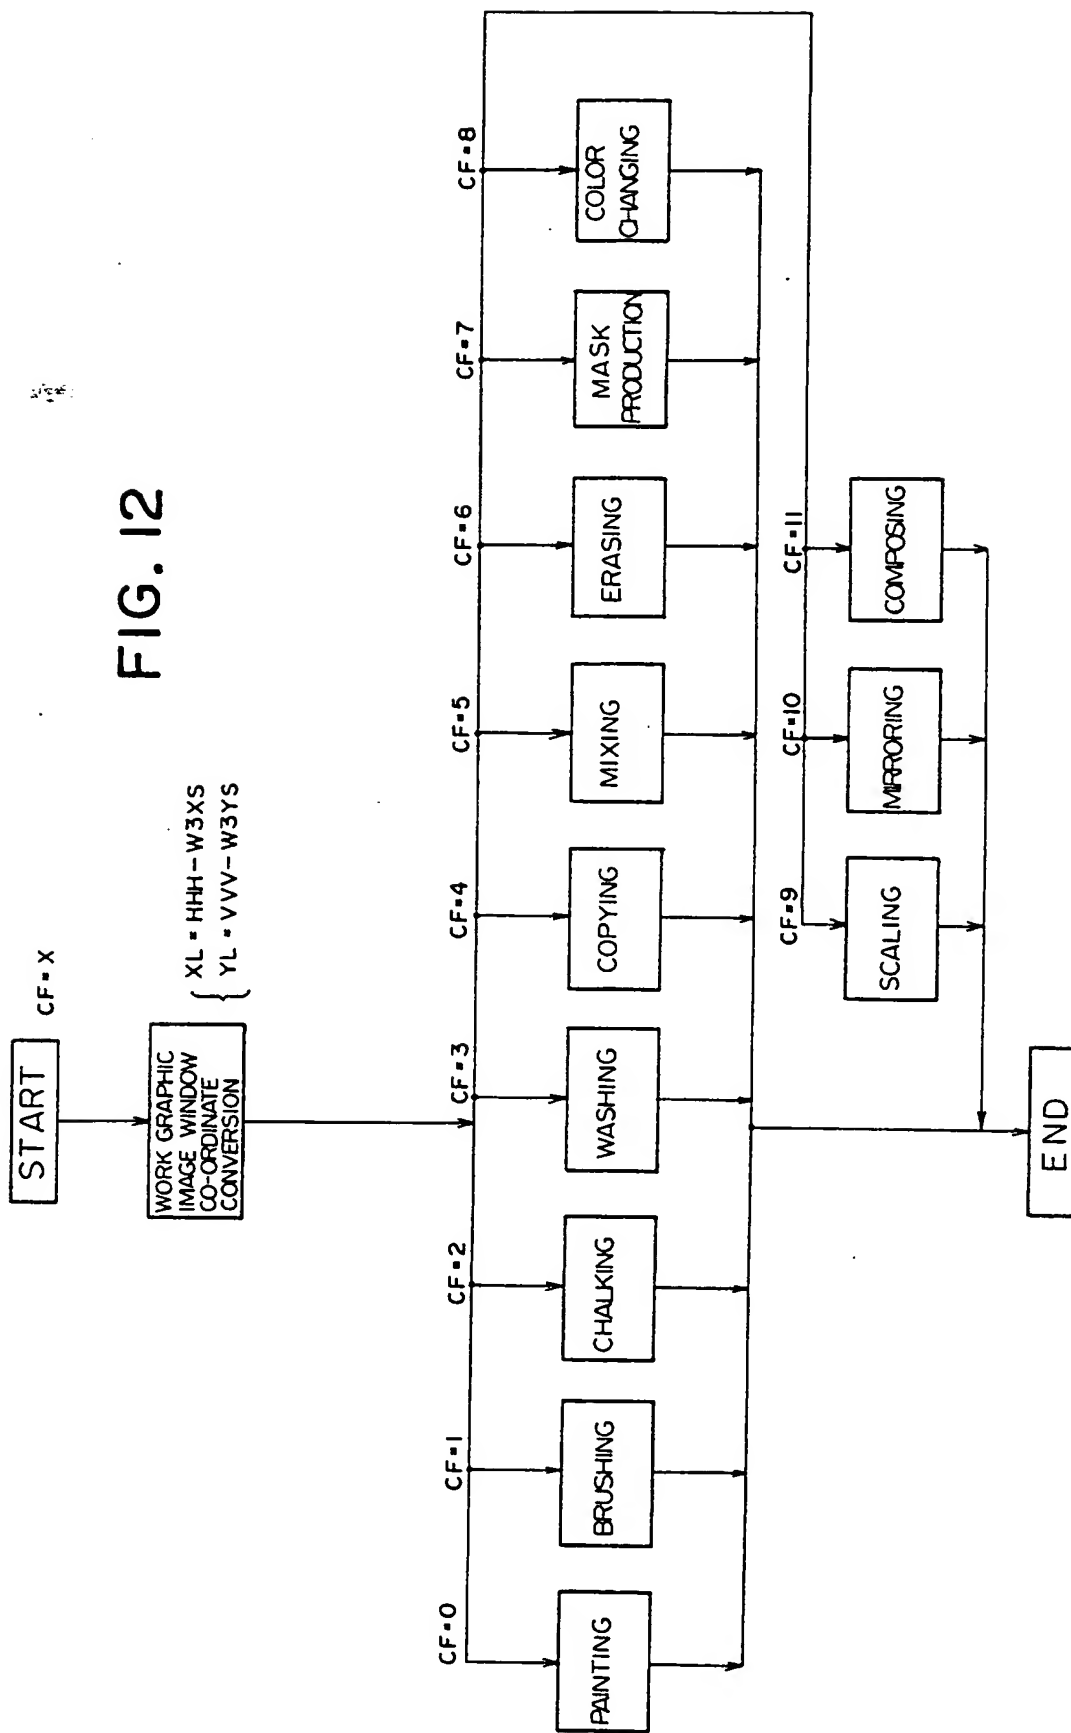 FIG. 12
START
CF=X
WORK GRAPHIC
IMAGE WINDOW
CO-ORDINATE
CONVERSION
XL = HHH-W3XS
YL = VVV-W3YS
CF=0
CF=1
CF=2
CF=3
CF=4
CF=5
CF=6
CF=7
CF=8
PAINTING
BRUSHING
CHALKING
WASHING
COPYING
MIXING
ERASING
MASK
PRODUCTION
COLOR
CHANGING
CF=9
CF=10
CF=11
SCALING
MIRRORING
COMPOSING
END